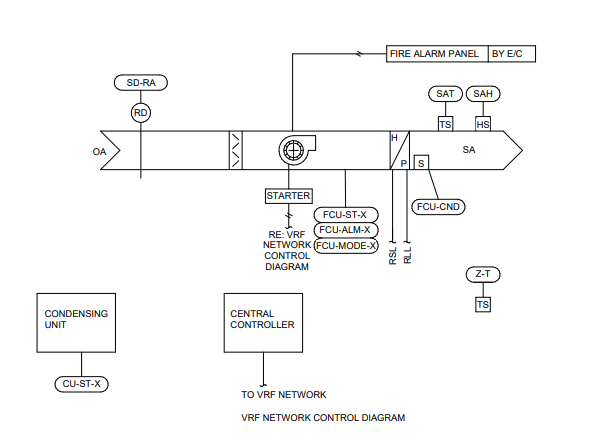 FIRE ALARM PANEL BY E/C
SD-RA
RD
SAT
SAH
TS
HS
OA
H
P
S
SA
STARTER
FCU-ST-X
FCU-ALM-X
FCU-MODE-X
FCU-CND
RE: VRF
NETWORK
CONTROL
DIAGRAM
RSL
RLL
Z-T
TS
CONDENSING
UNIT
CENTRAL
CONTROLLER
CU-ST-X
TO VRF NETWORK
VRF NETWORK CONTROL DIAGRAM